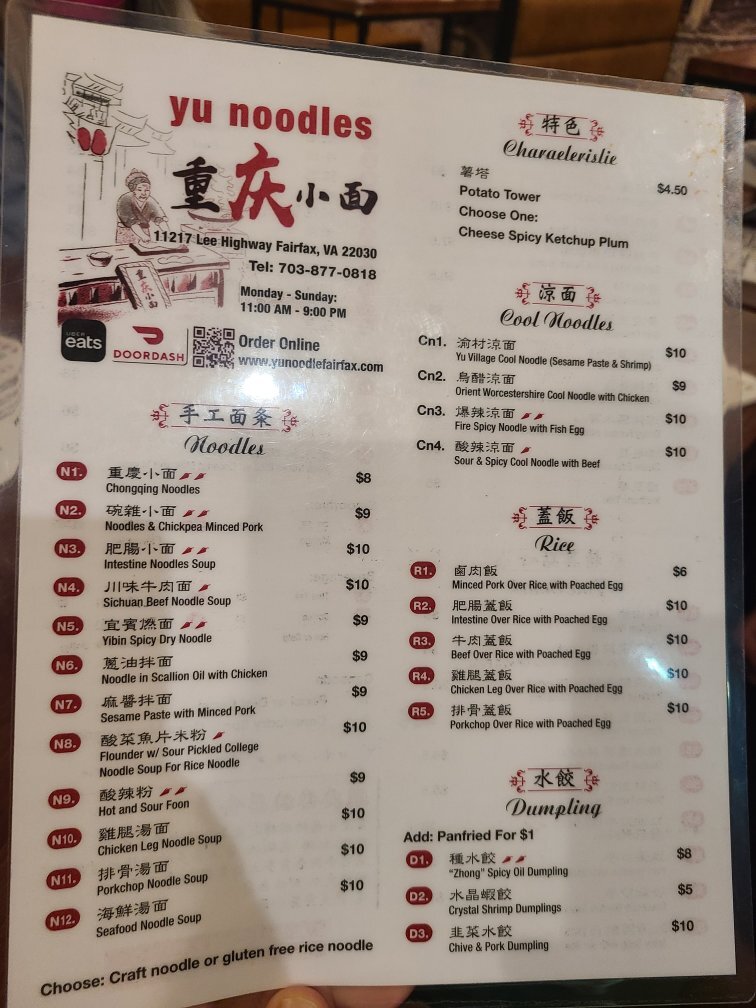 yu noodles
重庆小面
重庆小面
11217 Lee Highway Fairfax, VA 22030
Tel: 703-877-0818
Monday - Sunday:
11:00 AM - 9:00 PM
UBER
eats
DOORDASH
Order Online
www.yunoodlefairfax.com
手工面条
Noodles
N1. 重慶小面 $8
Chongqing Noodles
N2. 碗雜小面 $9
Noodles & Chickpea Minced Pork
N3. 肥腸小面 $10
Intestine Noodles Soup
N4. 川味牛肉面 $10
Sichuan Beef Noodle Soup
N5. 宜賓燃面 $9
Yibin Spicy Dry Noodle
N6. 蔥油拌面 $9
Noodle in Scallion Oil with Chicken
N7. 麻醬拌面 $9
Sesame Paste with Minced Pork
N8. 酸菜魚片米粉 $10
Flounder w/ Sour Pickled College
Noodle Soup For Rice Noodle
N9. 酸辣粉 $9
Hot and Sour Foon
N10. 雞腿湯面 $10
Chicken Leg Noodle Soup
N11. 排骨湯面 $10
Porkchop Noodle Soup
N12. 海鮮湯面 $10
Seafood Noodle Soup
Choose: Craft noodle or gluten free rice noodle
特色
Charaelerislie
薯塔
Potato Tower $4.50
Choose One:
Cheese Spicy Ketchup Plum
涼面
Cool Noodles
Cn1. 渝村涼面 $10
Yu Village Cool Noodle (Sesame Paste & Shrimp)
Cn2. 烏醋涼面 $9
Orient Worcestershire Cool Noodle with Chicken
Cn3. 爆辣涼面 $10
Fire Spicy Noodle with Fish Egg
Cn4. 酸辣涼面 $10
Sour & Spicy Cool Noodle with Beef
蓋飯
Rice
R1. 鹵肉飯 $6
Minced Pork Over Rice with Poached Egg
R2. 肥腸蓋飯 $10
Intestine Over Rice with Poached Egg
R3. 牛肉蓋飯 $10
Beef Over Rice with Poached Egg
R4. 雞腿蓋飯 $10
Chicken Leg Over Rice with Poached Egg
R5. 排骨蓋飯 $10
Porkchop Over Rice with Poached Egg
水餃
Dumpling
Add: Panfried For $1
D1. 種水餃 $8
"Zhong" Spicy Oil Dumpling
D2. 水晶蝦餃 $5
Crystal Shrimp Dumplings
D3. 韭菜水餃 $10
Chive & Pork Dumpling